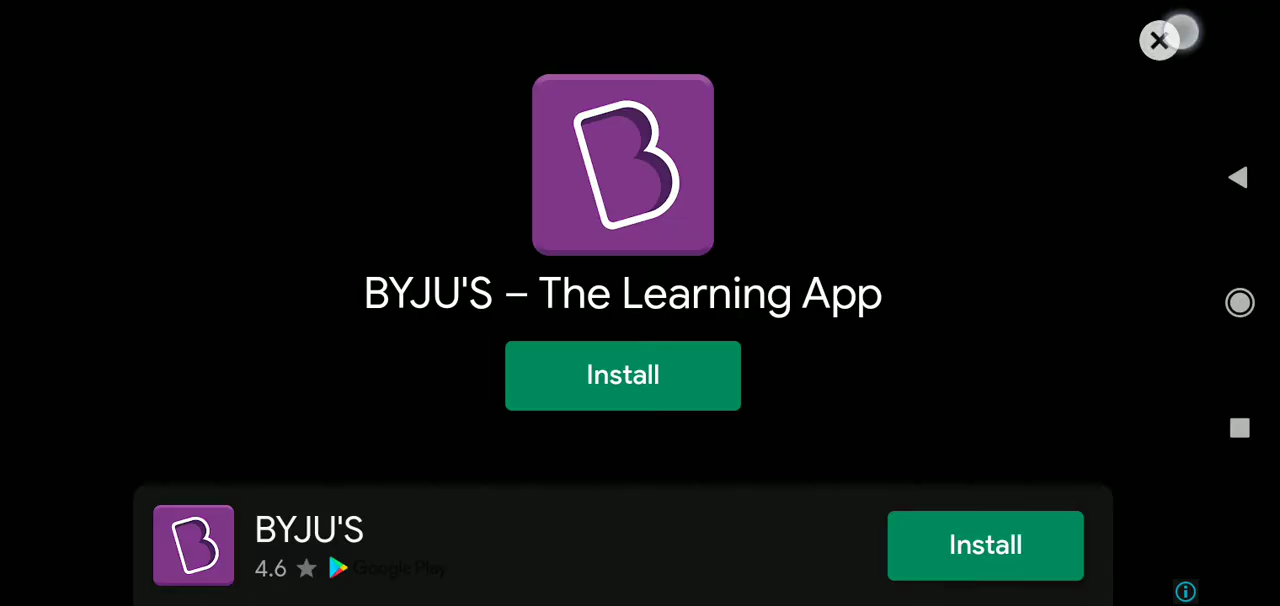 BYJU'S – The Learning App
Install
BYJU'S
4.6
Google Play
Install